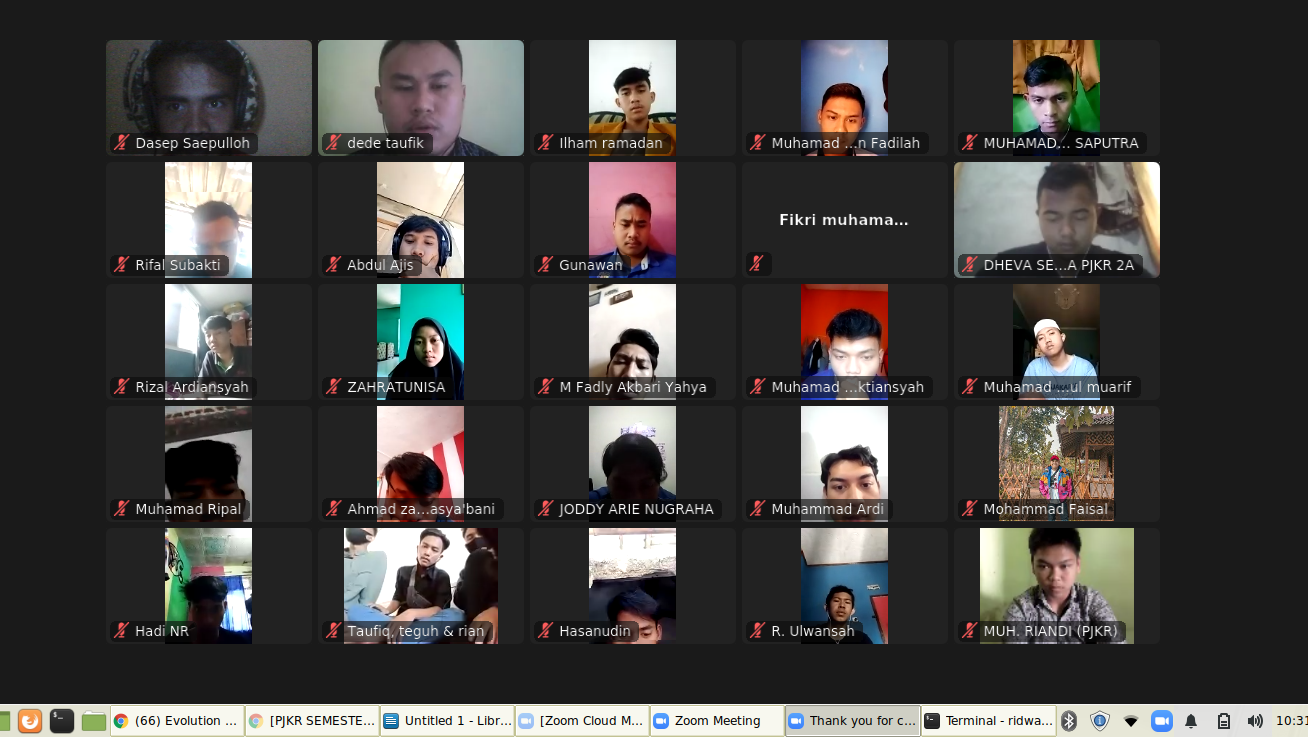 Dasep Saepulloh
dede taufik
Ilham ramadan
Muhamad ...n Fadilah
MUHAMAD... SAPUTRA
Rifal Subakti
Abdul Ajis
Gunawan
Fikri muhama...
DHEVA SE...A PJKR 2A
Rizal Ardiansyah
ZAHRATUNISA
M Fadly Akbari Yahya
Muhamad ...ktiansyah
Muhamad ...ul muarif
Muhamad Ripal
Ahmad za...asya'bani
JODDY ARIE NUGRAHA
Muhammad Ardi
Mohammad Faisal
Hadi NR
Taufiq, teguh & rian
Hasanudin
R. Ulwansah
MUH. RIANDI (PJKR)
(66) Evolution ...
[PJKR SEMESTE...
Untitled 1 - Libr...
[Zoom Cloud M...
Zoom Meeting
Thank you for c...
Terminal - ridwa...
10:31